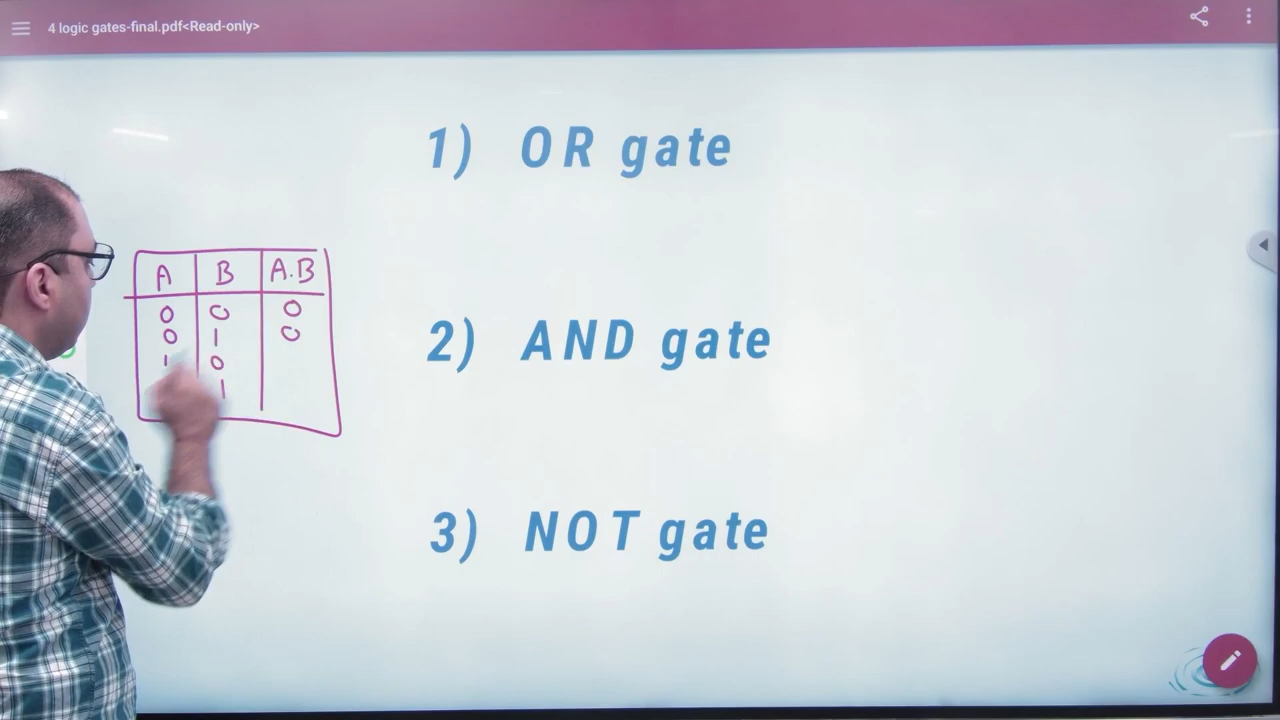 4 logic gates-final.pdf<Read-only>
1) OR gate
A B A.B
0 0 0
0 1 0
1 0
1
2) AND gate
3) NOT gate